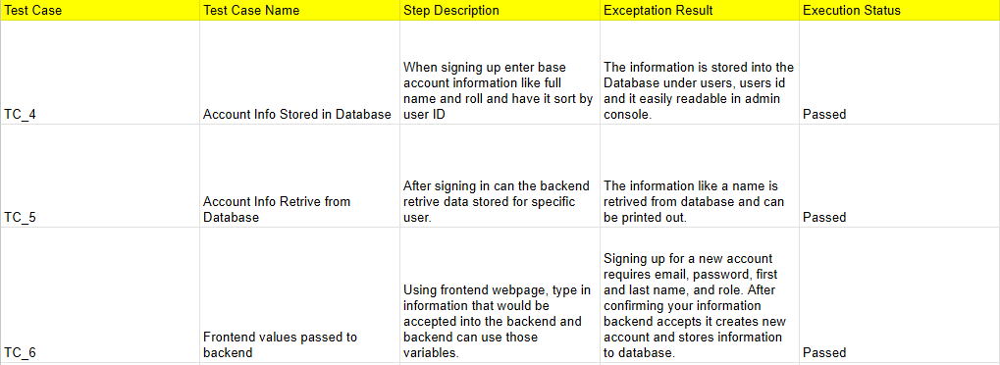 Test Case Test Case Name Step Description Exceptation Result Execution Status
When signing up enter base
account information like full
name and roll and have it sort by
user ID
The information is stored into the
Database under users, users id
and it easily readable in admin
console.
TC_4 Account Info Stored in Database Passed
After signing in can the backend
retrive data stored for specific
user.
The information like a name is
retrived from database and can
be printed out.
Account Info Retrive from
Database
TC_5 Passed
Using frontend webpage, type in
information that would be
accepted into the backend and
backend can use those
variables.
Signing up for a new account
requires email, password, first
and last name, and role. After
confirming your information
backend accepts it creates new
account and stores information
to database.
Frontend values passed to
backend
TC_6 Passed